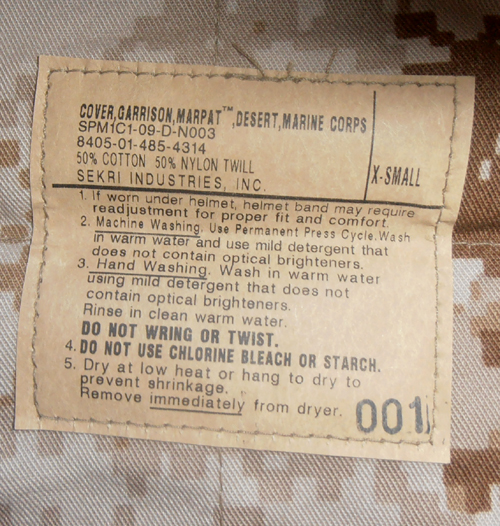 COVER,GARRISON,MARPAT™,DESERT,MARINE CORPS
SPM1C1-09-D-N003
8405-01-485-4314
50% COTTON 50% NYLON TWILL
SEKRI INDUSTRIES, INC.
X-SMALL
1. If worn under helmet, helmet band may require
readjustment for proper fit and comfort.
2. Machine Washing. Use Permanent Press Cycle. Wash
in warm water and use mild detergent that
does not contain optical brighteners.
3. Hand Washing. Wash in warm water
using mild detergent that does not
contain optical brighteners.
Rinse in clean warm water.
DO NOT WRING OR TWIST.
4. DO NOT USE CHLORINE BLEACH OR STARCH.
5. Dry at low heat or hang to dry to
prevent shrinkage.
Remove immediately from dryer.
001